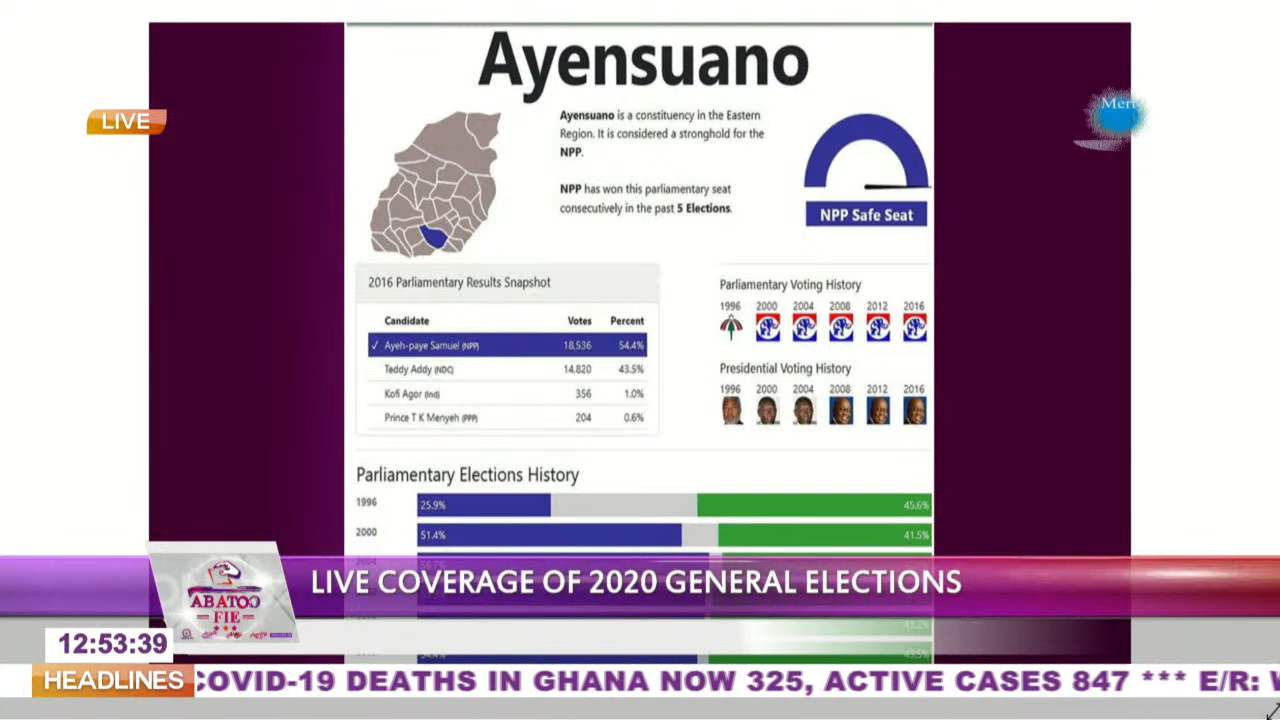 Ayensuano
LIVE
Meri
Ayensuano is a constituency in the Eastern
Region. It is considered a stronghold for the
NPP.
NPP has won this parliamentary seat
consecutively in the past 5 Elections.
NPP Safe Seat
2016 Parliamentary Results Snapshot
Candidate Votes Percent
✓ Ayeh-paye Samuel (NPP) 18,536 54.4%
Teddy Addy (NDC) 14,820 43.5%
Kofi Agor (Ind) 356 1.0%
Prince T K Menyeh (PPP) 204 0.6%
Parliamentary Voting History
1996 2000 2004 2008 2012 2016
Presidential Voting History
1996 2000 2004 2008 2012 2016
Parliamentary Elections History
1996 25.9% 45.6%
2000 51.4% 41.5%
LIVE COVERAGE OF 2020 GENERAL ELECTIONS
ABATOO
FIE
43.2%
12:53:39
HEADLINES COVID-19 DEATHS IN GHANA NOW 325, ACTIVE CASES 847 *** E/R: